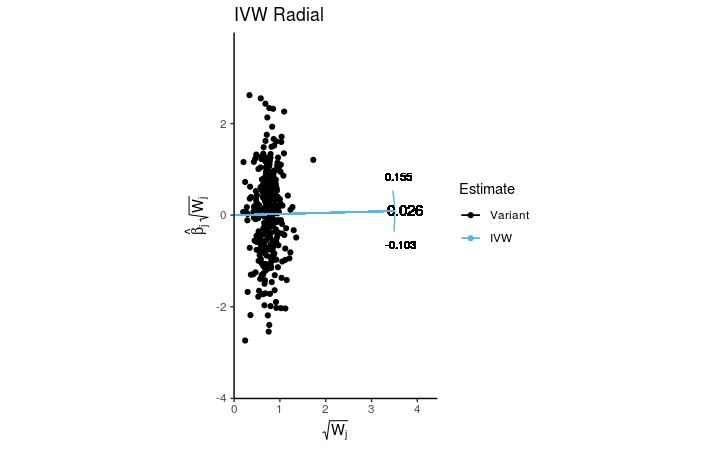 IVW Radial
2
0
-2
-4
β̂ⱼ√Wⱼ
0 1 2 3 4
√Wⱼ
0.155
0.026
-0.103
Estimate
Variant
IVW